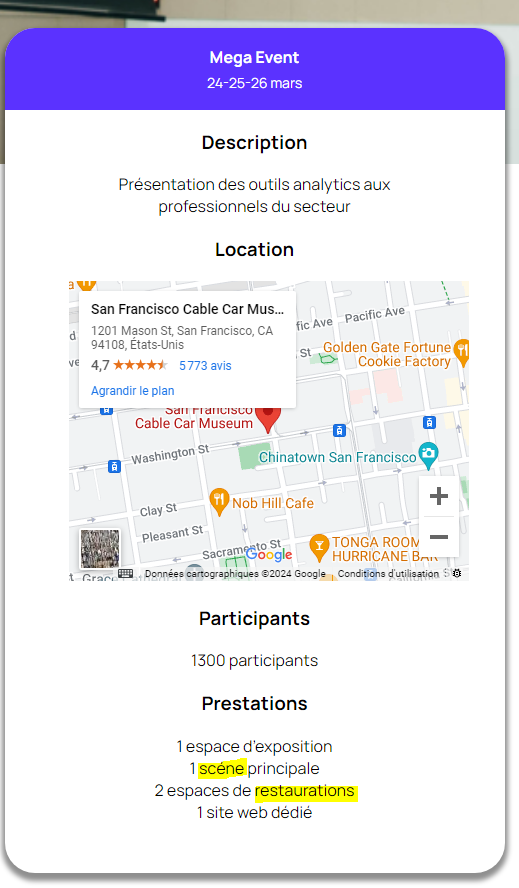 Mega Event
24-25-26 mars
Description
Présentation des outils analytics aux
professionnels du secteur
Location
San Francisco Cable Car Mus...
1201 Mason St, San Francisco, CA
94108, États-Unis
4,7
5 773 avis
Agrandir le plan
fic Ave
Pacific Ave
St
Golden Gate Fortune
Cookie Factory
San Francisco
Cable Car Museum
Washington St
Chinatown San Francisco
Clay St
Nob Hill Cafe
Pleasant St
Sacramento St
Google
TONGA ROOM
HURRICANE BAR
Grace Cathedral
Données cartographiques ©2024 Google
Conditions d'utilisation
Participants
1300 participants
Prestations
1 espace d'exposition
1 scéne principale
2 espaces de restaurations
1 site web dédié